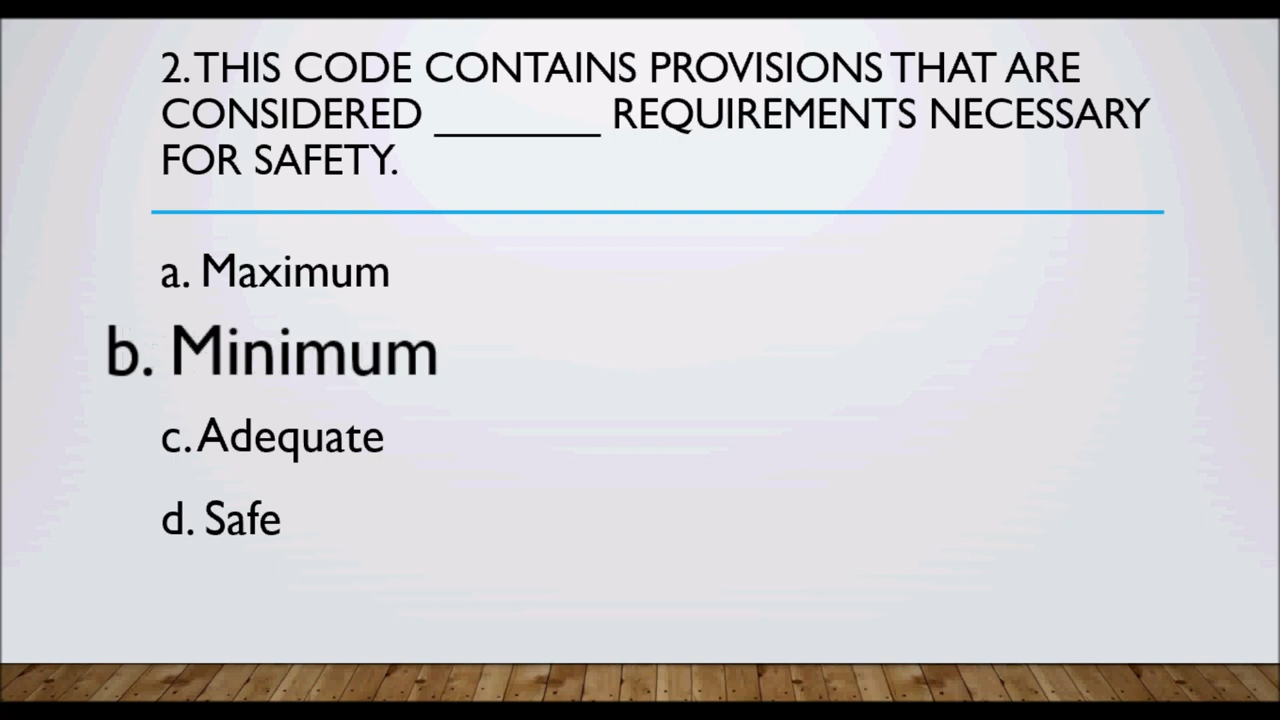 2. THIS CODE CONTAINS PROVISIONS THAT ARE
CONSIDERED ________ REQUIREMENTS NECESSARY
FOR SAFETY.
a. Maximum
b. Minimum
c. Adequate
d. Safe